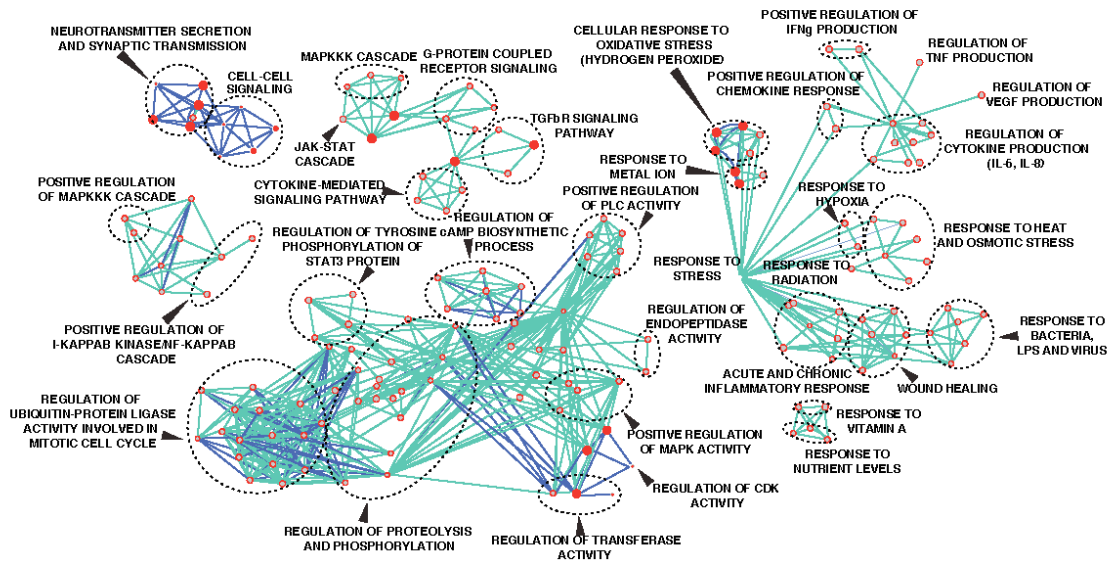 NEUROTRANSMITTER SECRETION
AND SYNAPTIC TRANSMISSION
CELL-CELL
SIGNALING
MAPKKK CASCADE
G-PROTEIN COUPLED
RECEPTOR SIGNALING
JAK-STAT
CASCADE
TGFbR SIGNALING
PATHWAY
CYTOKINE-MEDIATED
SIGNALING PATHWAY
CELLULAR RESPONSE TO
OXIDATIVE STRESS
(HYDROGEN PEROXIDE)
POSITIVE REGULATION OF
IFNg PRODUCTION
REGULATION OF
TNF PRODUCTION
POSITIVE REGULATION OF
CHEMOKINE RESPONSE
REGULATION OF
VEGF PRODUCTION
REGULATION OF
CYTOKINE PRODUCTION
(IL-6, IL-8)
RESPONSE TO
METAL ION
POSITIVE REGULATION
OF PLC ACTIVITY
RESPONSE TO
HYPOXIA
RESPONSE TO HEAT
AND OSMOTIC STRESS
RESPONSE TO
STRESS
RESPONSE TO
RADIATION
POSITIVE REGULATION
OF MAPKKK CASCADE
REGULATION OF TYROSINE
PHOSPHORYLATION OF
STAT3 PROTEIN
REGULATION OF
cAMP BIOSYNTHETIC
PROCESS
POSITIVE REGULATION OF
I-KAPPAB KINASE/NF-KAPPAB
CASCADE
REGULATION OF
ENDOPEPTIDASE
ACTIVITY
RESPONSE TO
BACTERIA,
LPS AND VIRUS
ACUTE AND CHRONIC
INFLAMMATORY RESPONSE
WOUND HEALING
REGULATION OF
UBIQUITIN-PROTEIN LIGASE
ACTIVITY INVOLVED IN
MITOTIC CELL CYCLE
RESPONSE TO
VITAMIN A
RESPONSE TO
NUTRIENT LEVELS
POSITIVE REGULATION
OF MAPK ACTIVITY
REGULATION OF CDK
ACTIVITY
REGULATION OF PROTEOLYSIS
AND PHOSPHORYLATION
REGULATION OF TRANSFERASE
ACTIVITY